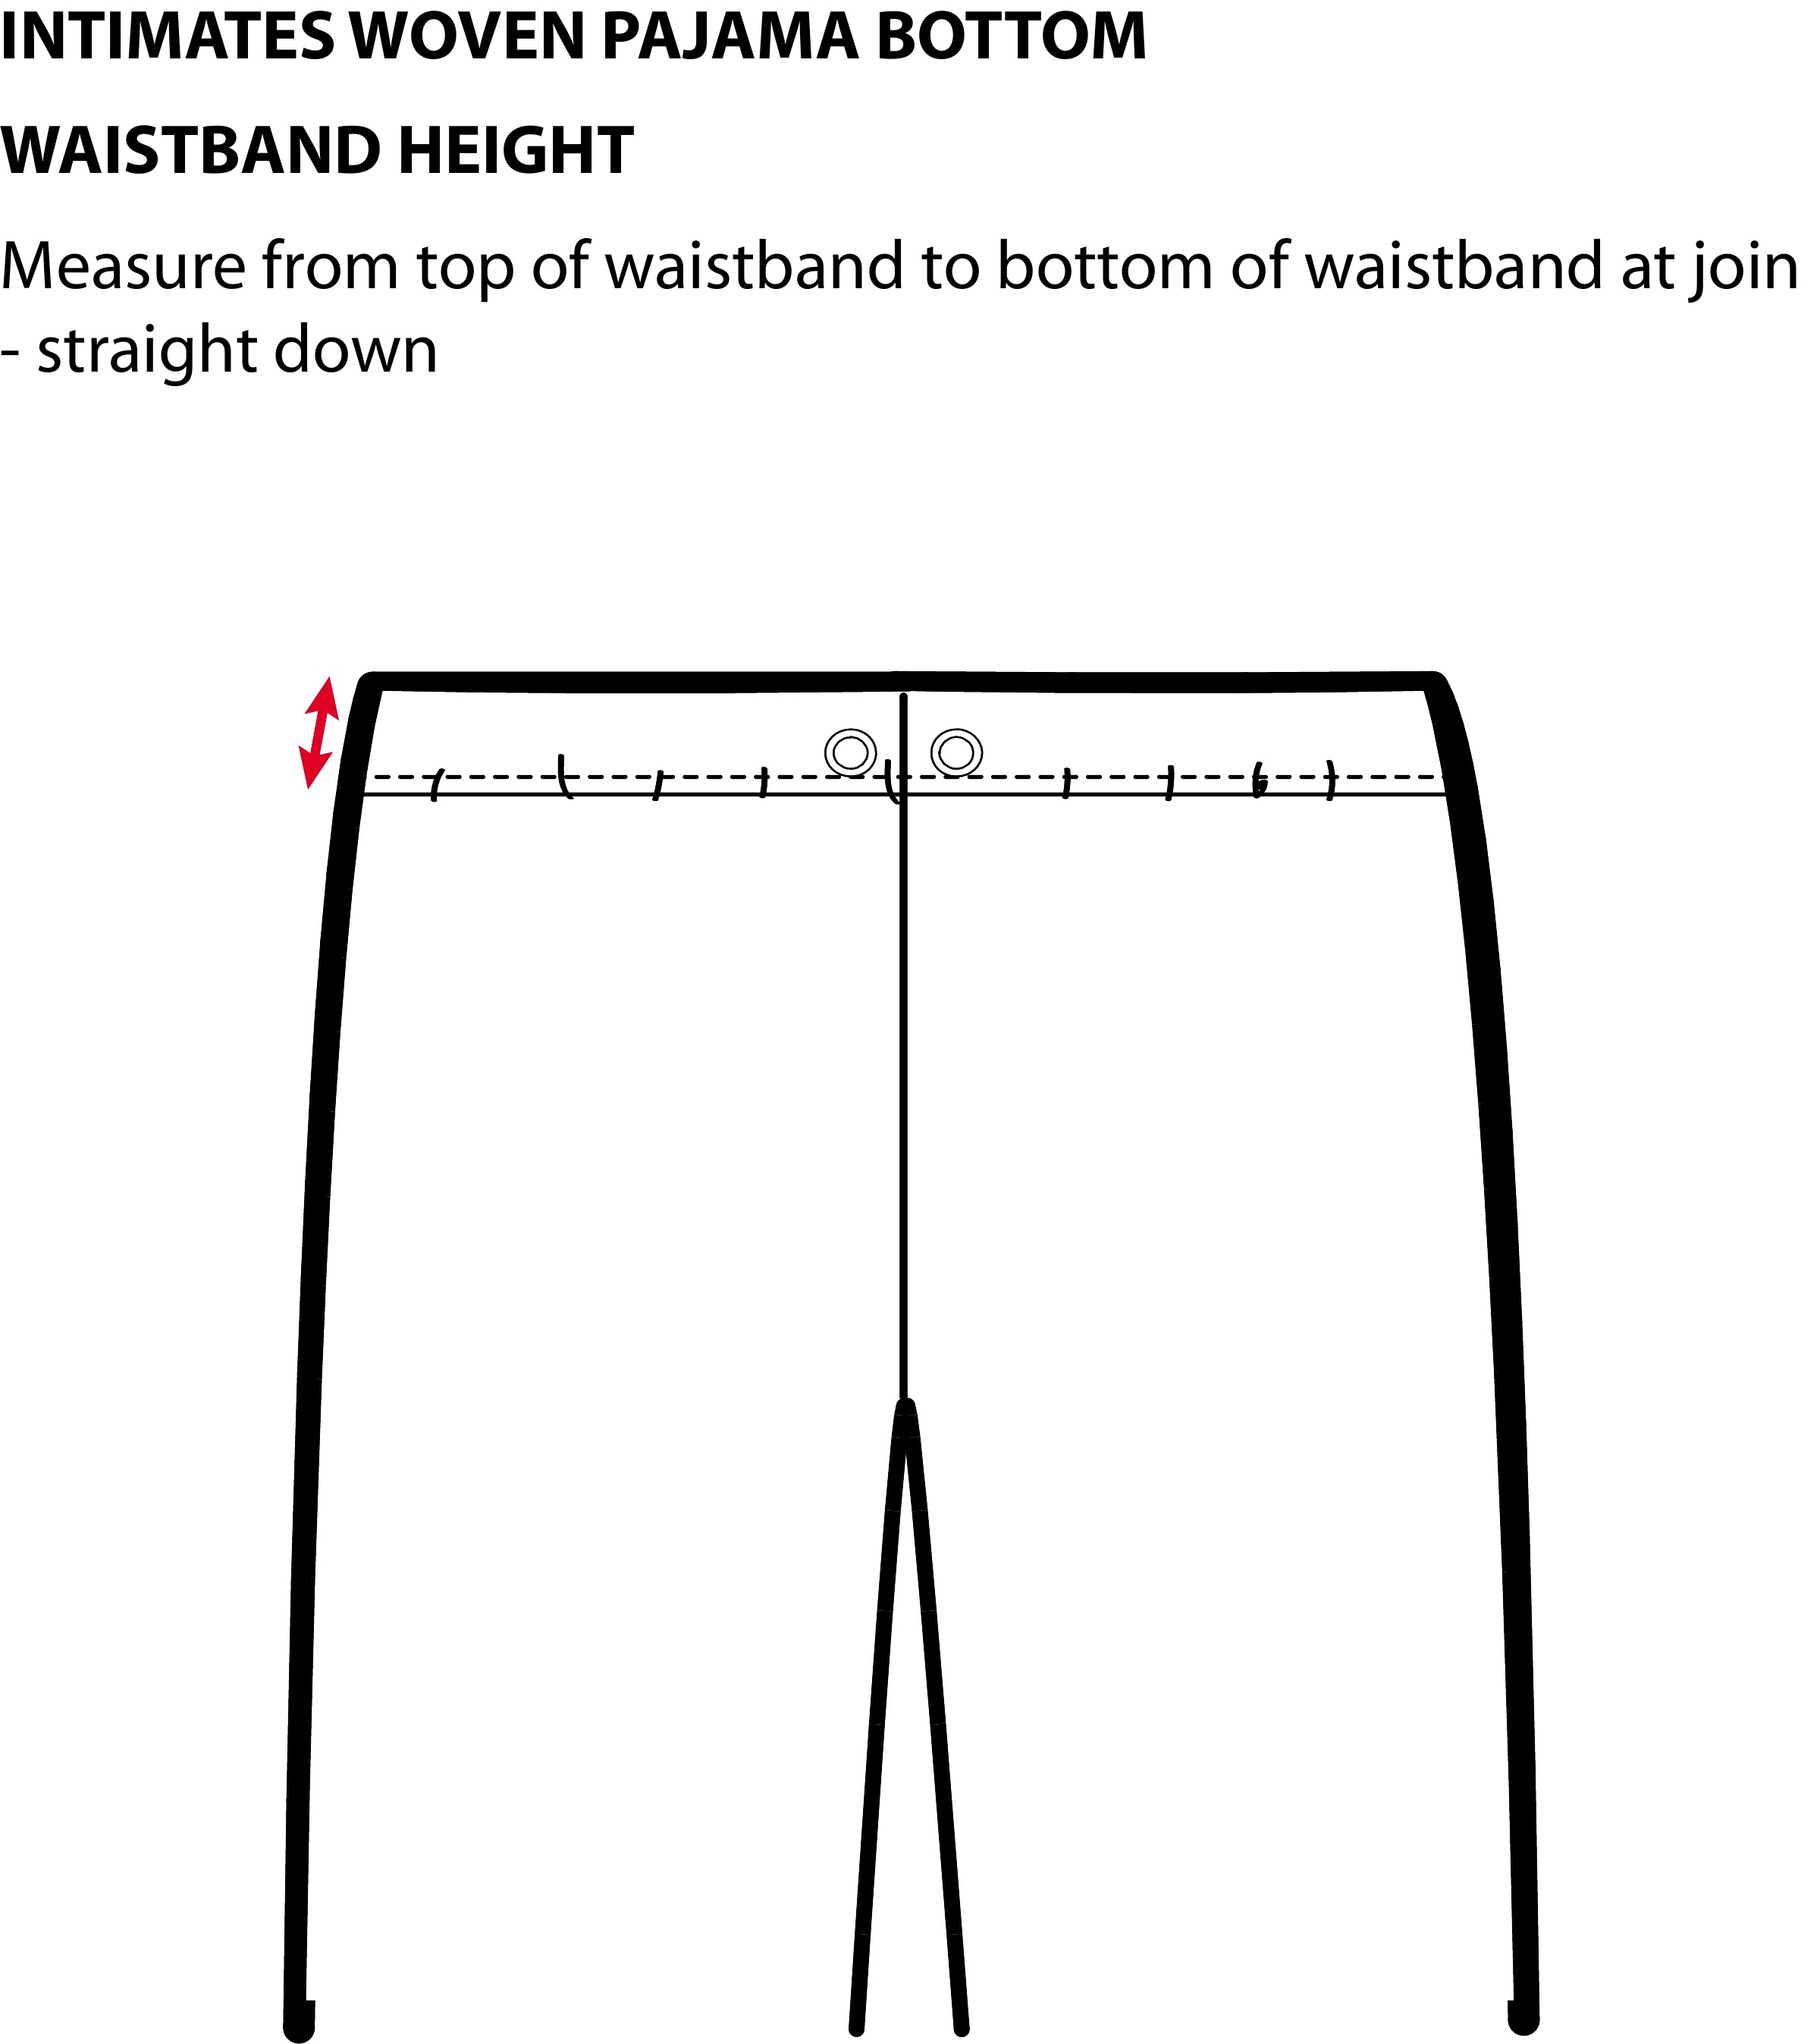 INTIMATES WOVEN PAJAMA BOTTOM
WAISTBAND HEIGHT
Measure from top of waistband to bottom of waistband at join
- straight down